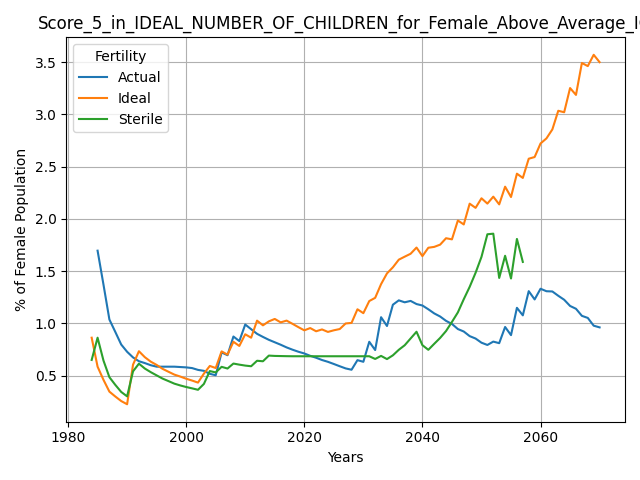 Score_5_in_IDEAL_NUMBER_OF_CHILDREN_for_Female_Above_Average_I
Fertility
Actual
Ideal
Sterile
% of Female Population
3.5
3.0
2.5
2.0
1.5
1.0
0.5
1980
2000
2020
2040
2060
Years